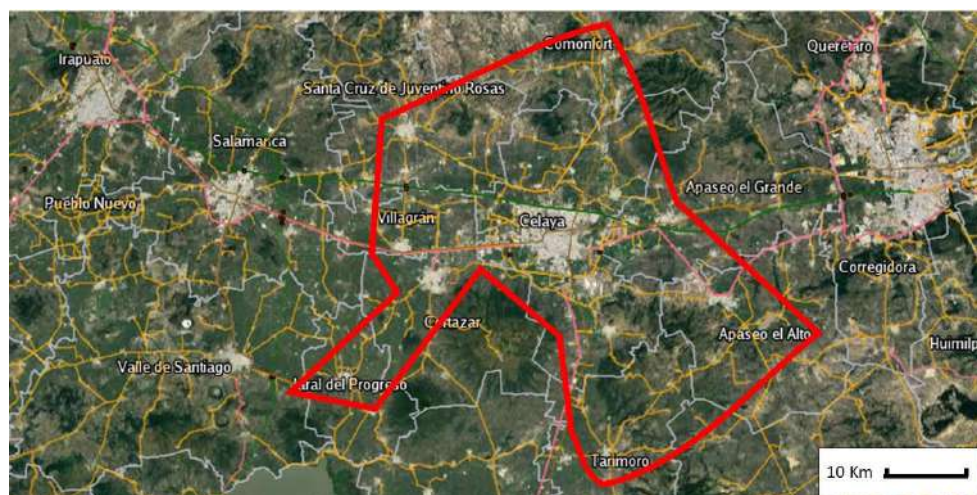 Comonfort
Querétaro
Irapuato
Santa Cruz de Juventino Rosas
Salamanca
Apaseo el Grande
Pueblo Nuevo
Villagrán
Celaya
Corregidora
Cortazar
Apaseo el Alto
Huimilp
Valle de Santiago
Jaral del Progreso
Tarimoro
10 Km